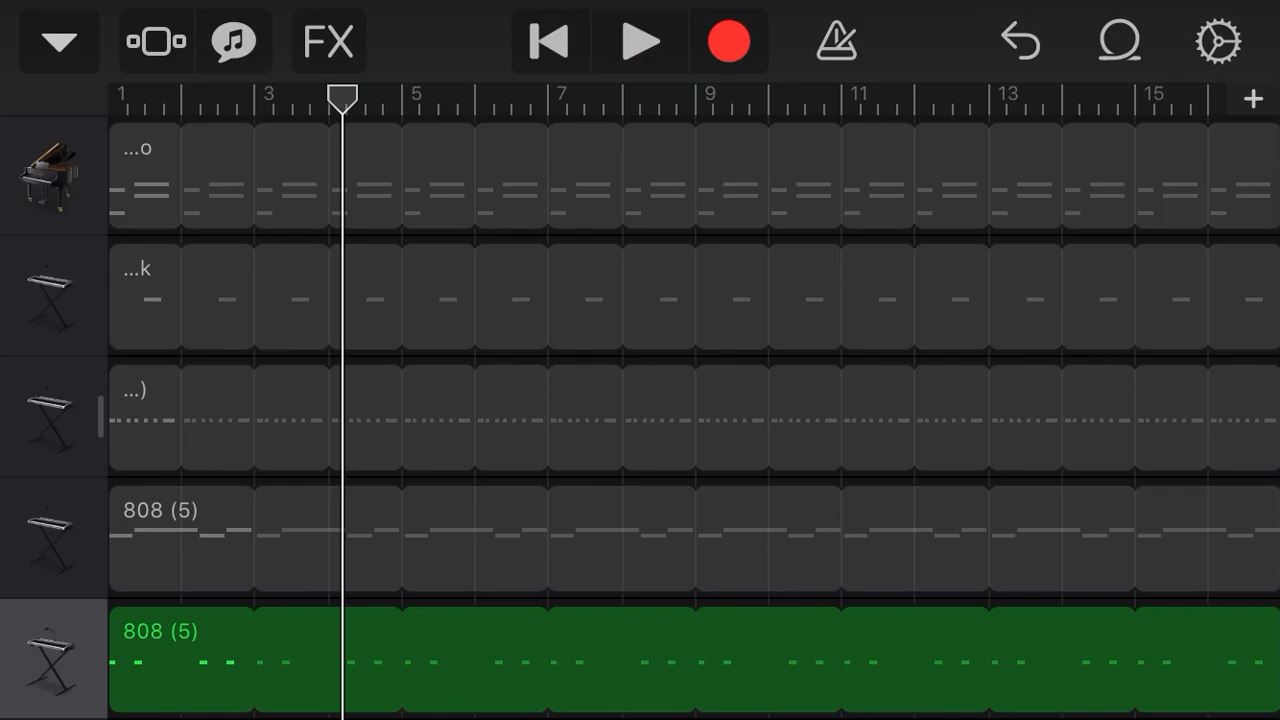 FX
1 3 5 7 9 11 13 15
...o
...k
...)
808 (5)
808 (5)